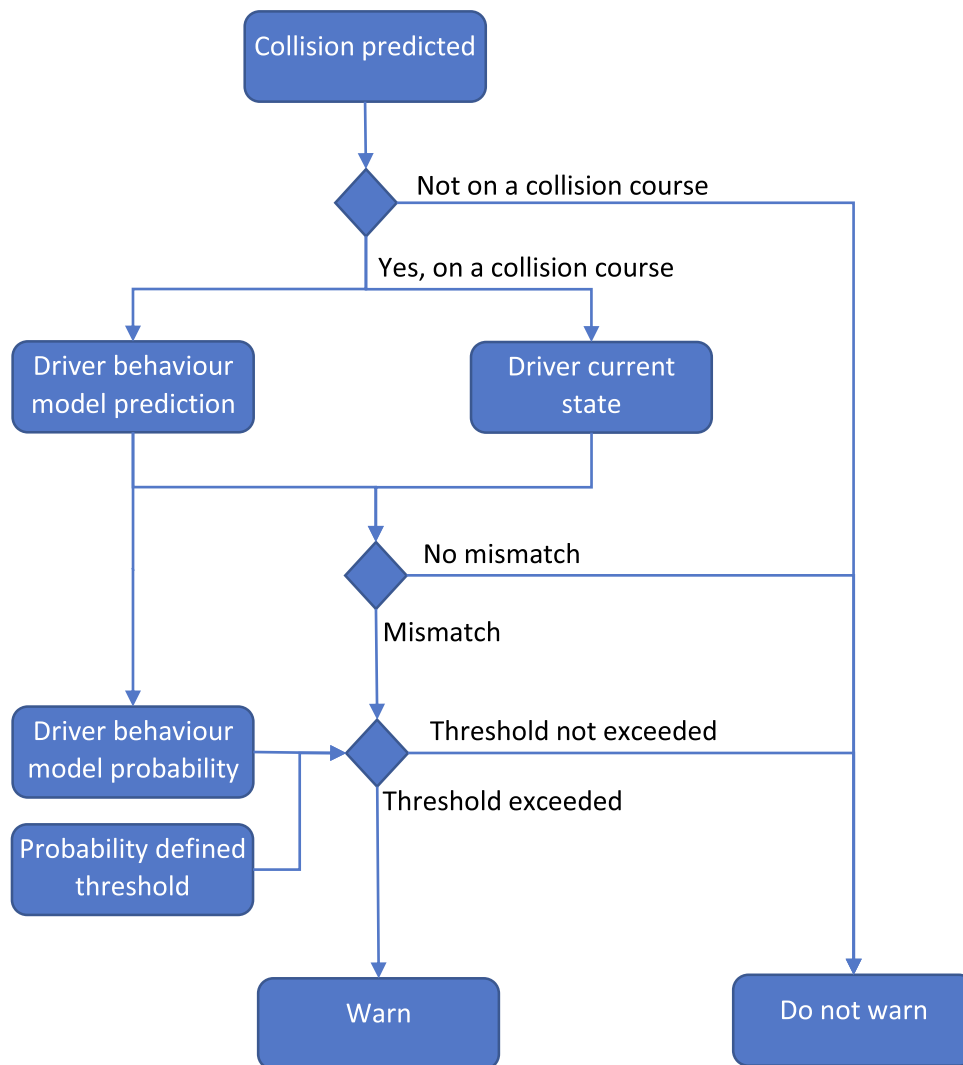 Collision predicted
Not on a collision course
Yes, on a collision course
Driver behaviour
model prediction
Driver current
state
No mismatch
Mismatch
Driver behaviour
model probability
Threshold not exceeded
Threshold exceeded
Probability defined
threshold
Warn
Do not warn